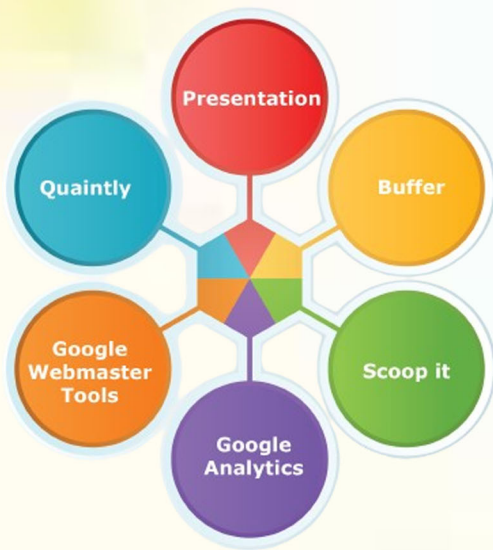 Presentation
Buffer
Scoop it
Google
Analytics
Google
Webmaster
Tools
Quaintly